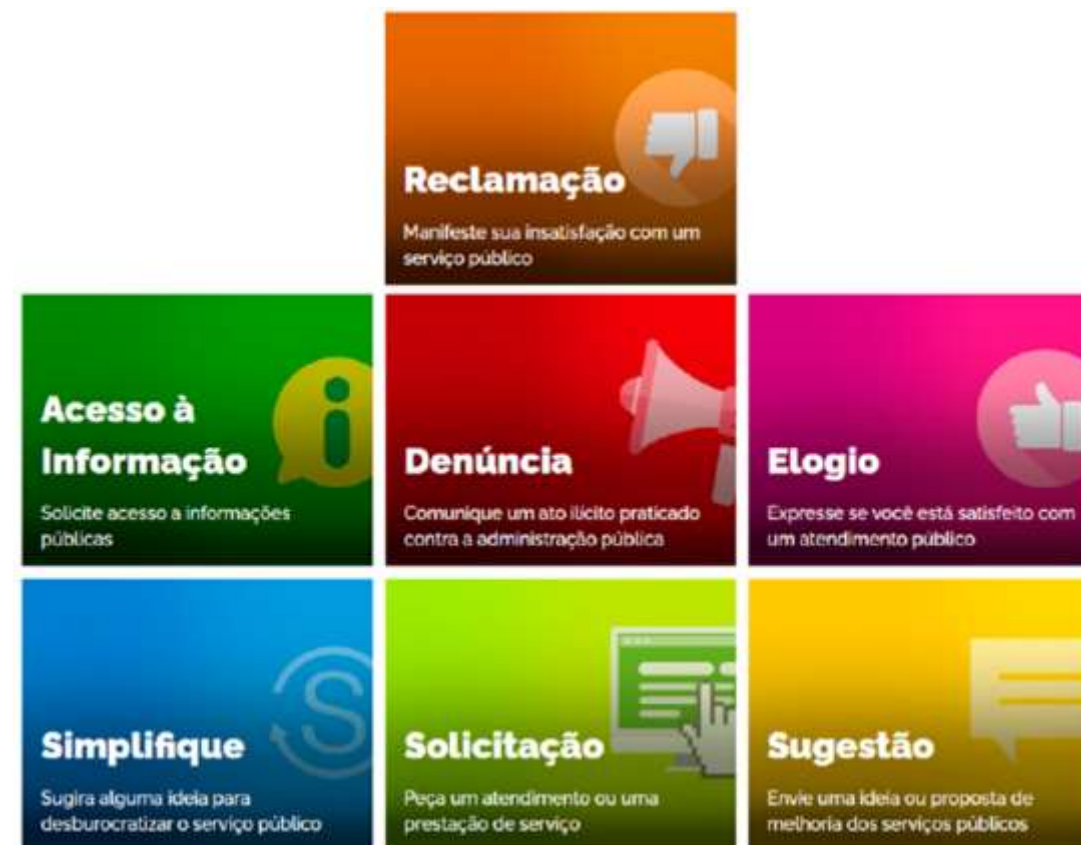 Reclamação
Manifeste sua insatisfação com um
serviço público
Acesso à
Informação
Solicite acesso a informações
públicas
Denúncia
Comunique um ato ilícito praticado
contra a administração pública
Elogio
Expresse se você está satisfeito com
um atendimento público
Simplifique
Sugira alguma ideia para
desburocratizar o serviço público
Solicitação
Peça um atendimento ou uma
prestação de serviço
Sugestão
Envie uma ideia ou proposta de
melhoria dos serviços públicos